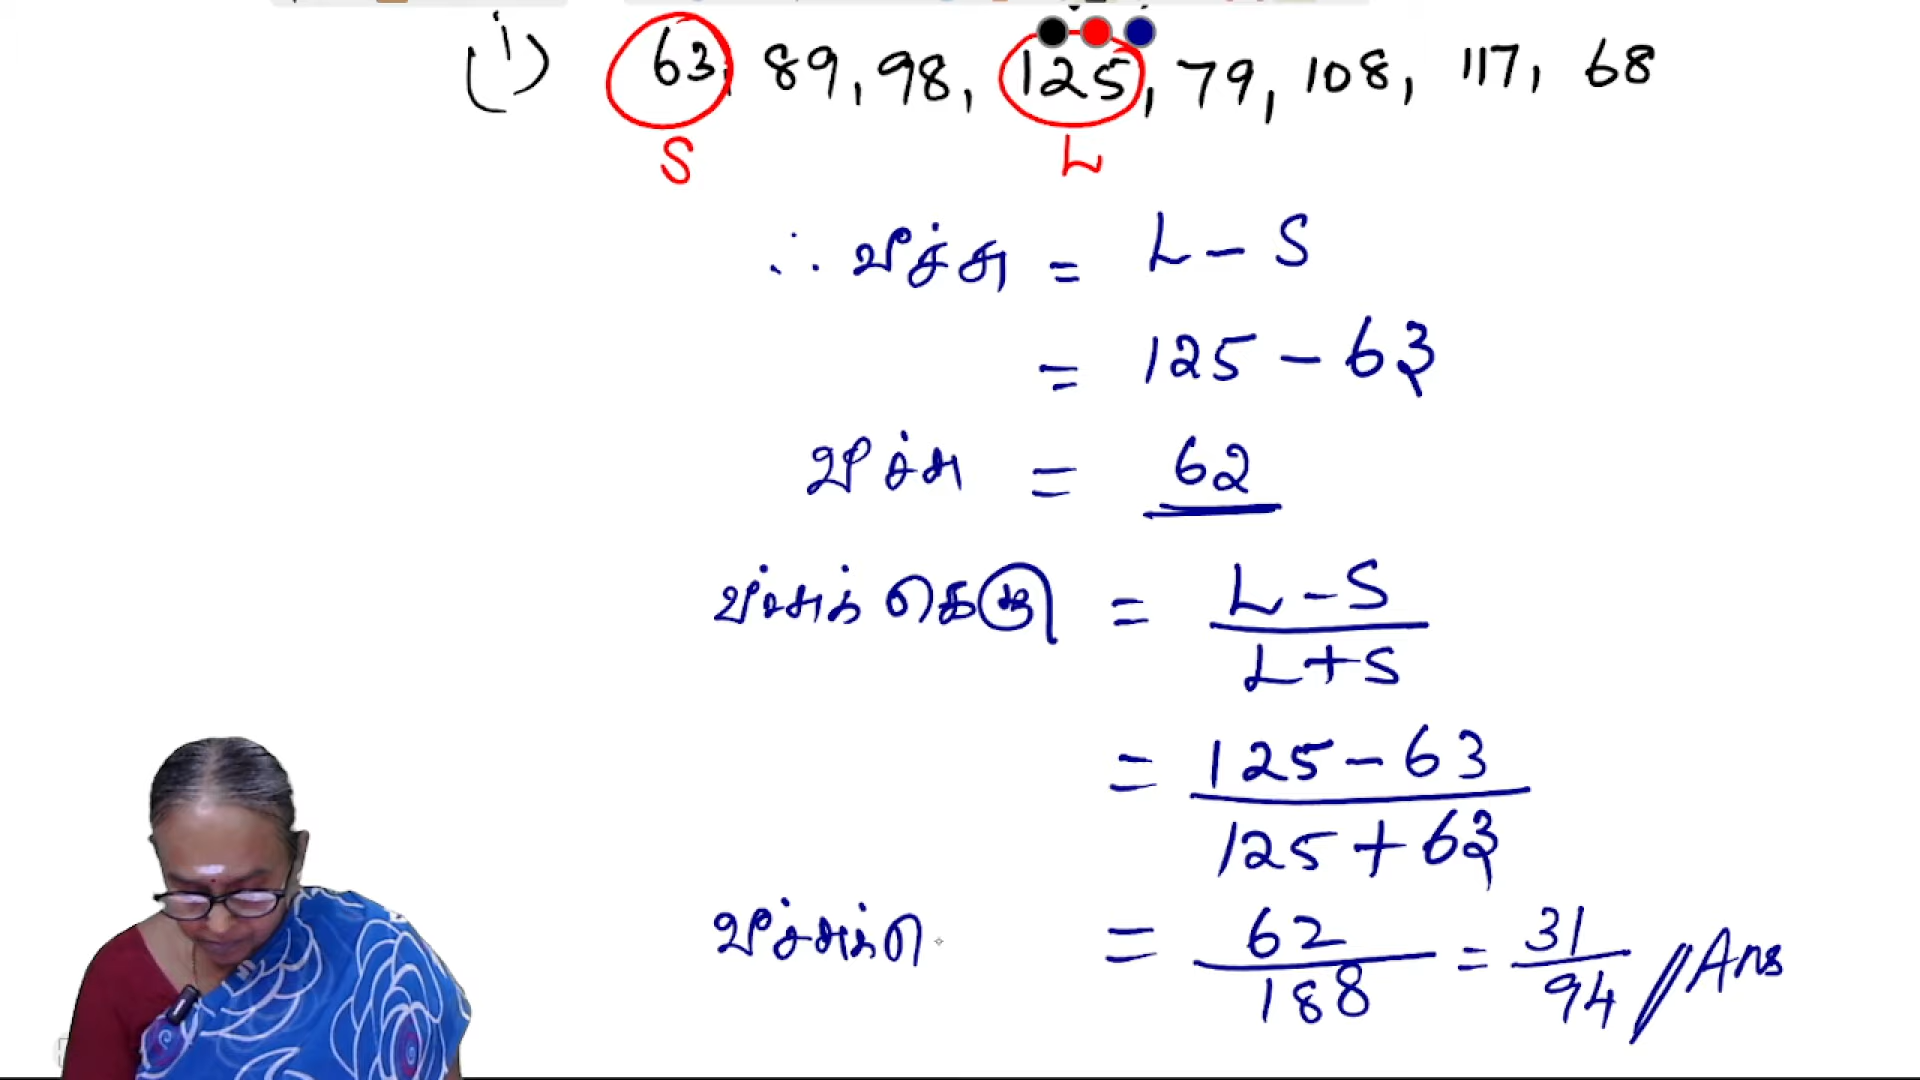 (i) 63, 89, 98, 125, 79, 108, 117, 68
S L
∴ வீச்சு = L - S
= 125 - 63
வீச்சு = 62
வீச்சுக் கெழு = L - S / L + S
= 125 - 63 / 125 + 63
வீச்சுக்கெ = 62 / 188 = 31 / 94 // Ans